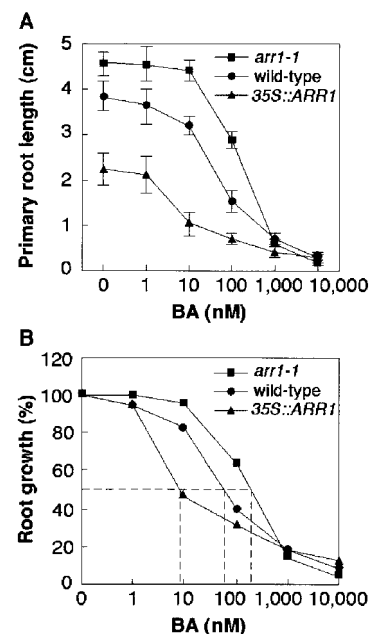 A
Primary root length (cm)
5
4
3
2
1
0
arr1-1
wild-type
35S::ARR1
0 1 10 100 1,000 10,000
BA (nM)
B
Root growth (%)
120
100
80
60
40
20
0
arr1-1
wild-type
35S::ARR1
0 1 10 100 1,000 10,000
BA (nM)